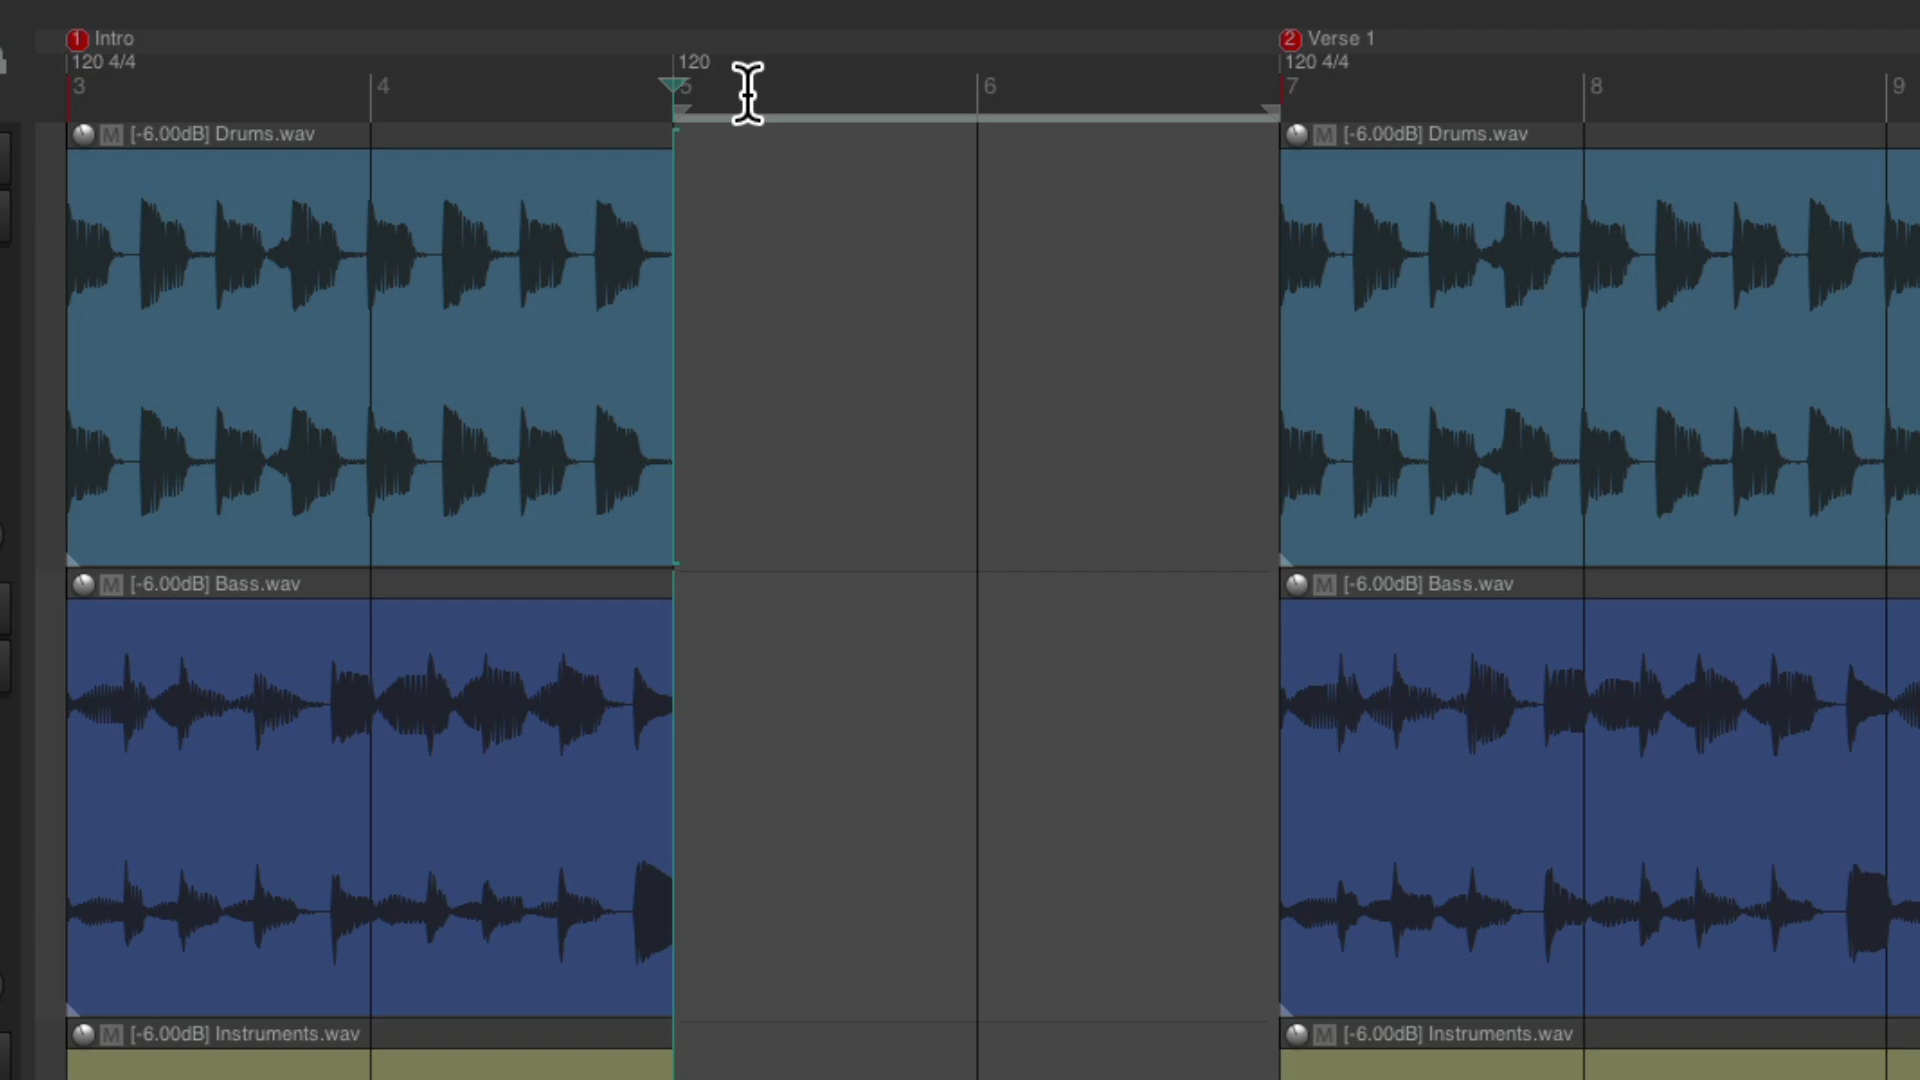 1 Intro
2 Verse 1
120 4/4
120
120 4/4
3
4
5
6
7
8
9
M [-6.00dB] Drums.wav
M [-6.00dB] Drums.wav
M [-6.00dB] Bass.wav
M [-6.00dB] Bass.wav
M [-6.00dB] Instruments.wav
M [-6.00dB] Instruments.wav